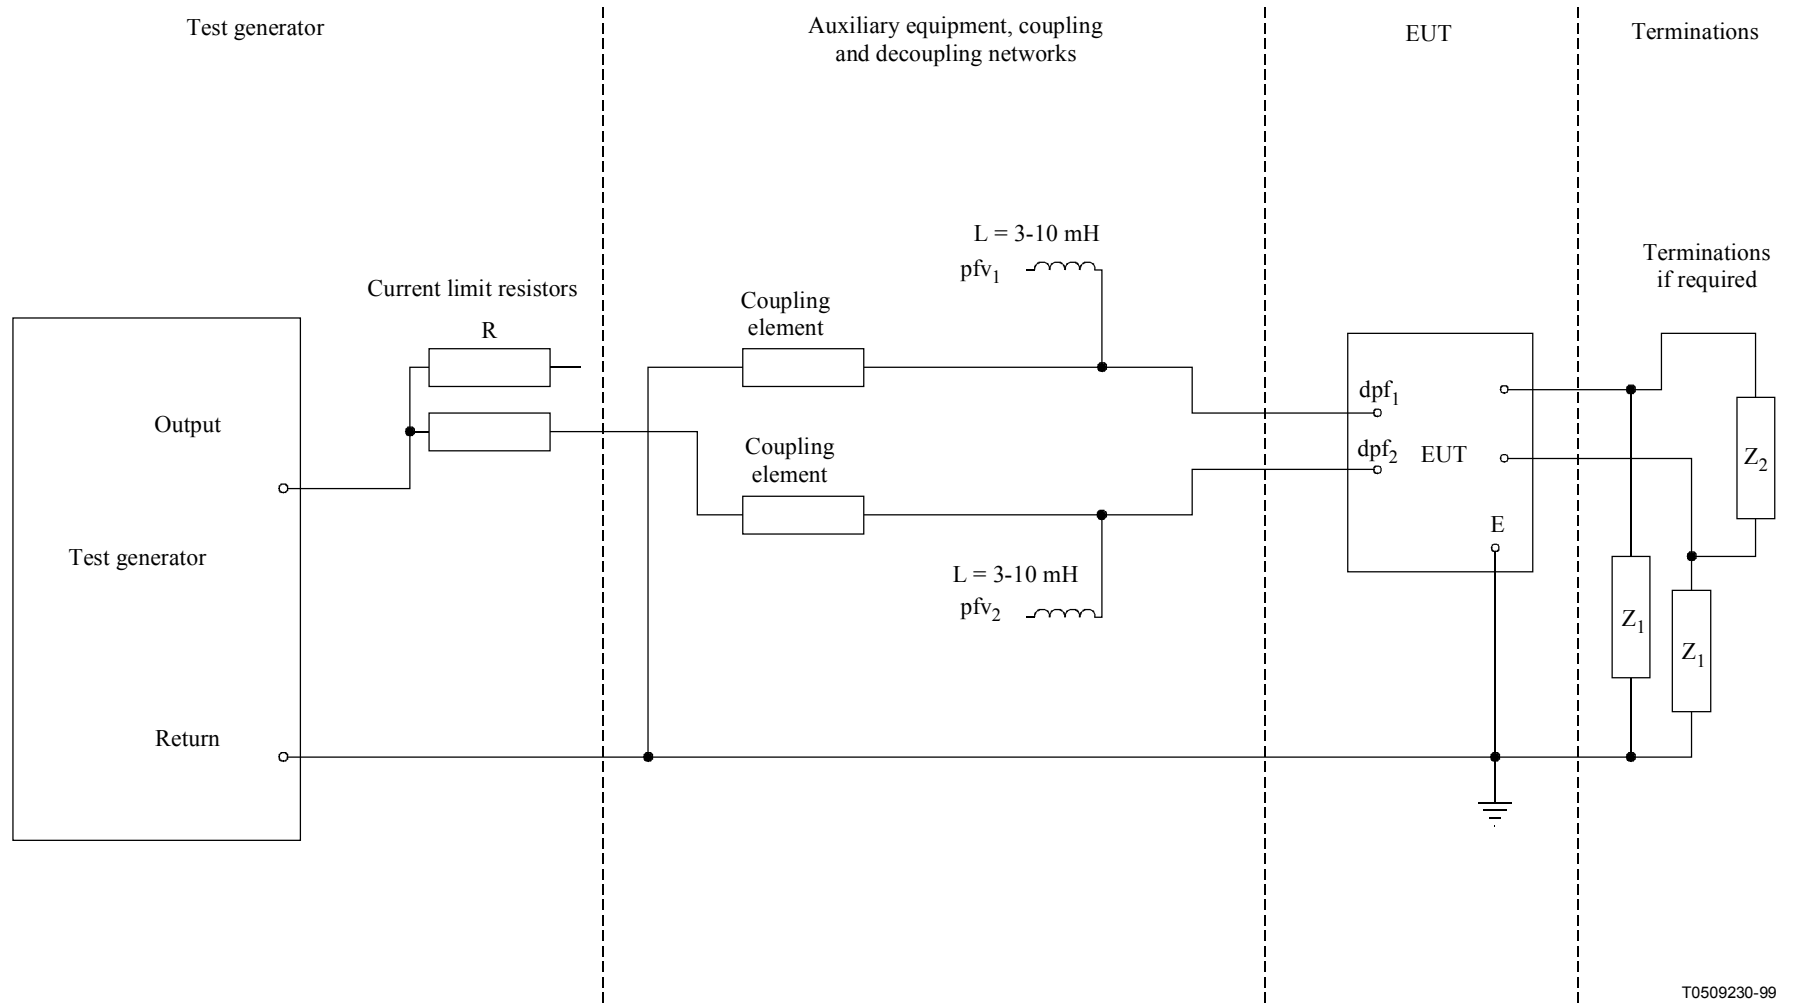 Test generator
Auxiliary equipment, coupling
and decoupling networks
EUT
Terminations
L = 3-10 mH
pfv1
Terminations
if required
Current limit resistors
R
Coupling
element
Output
dpf1
dpf2
EUT
Coupling
element
Z2
E
Test generator
L = 3-10 mH
pfv2
Z1
Z1
Return
T0509230-99